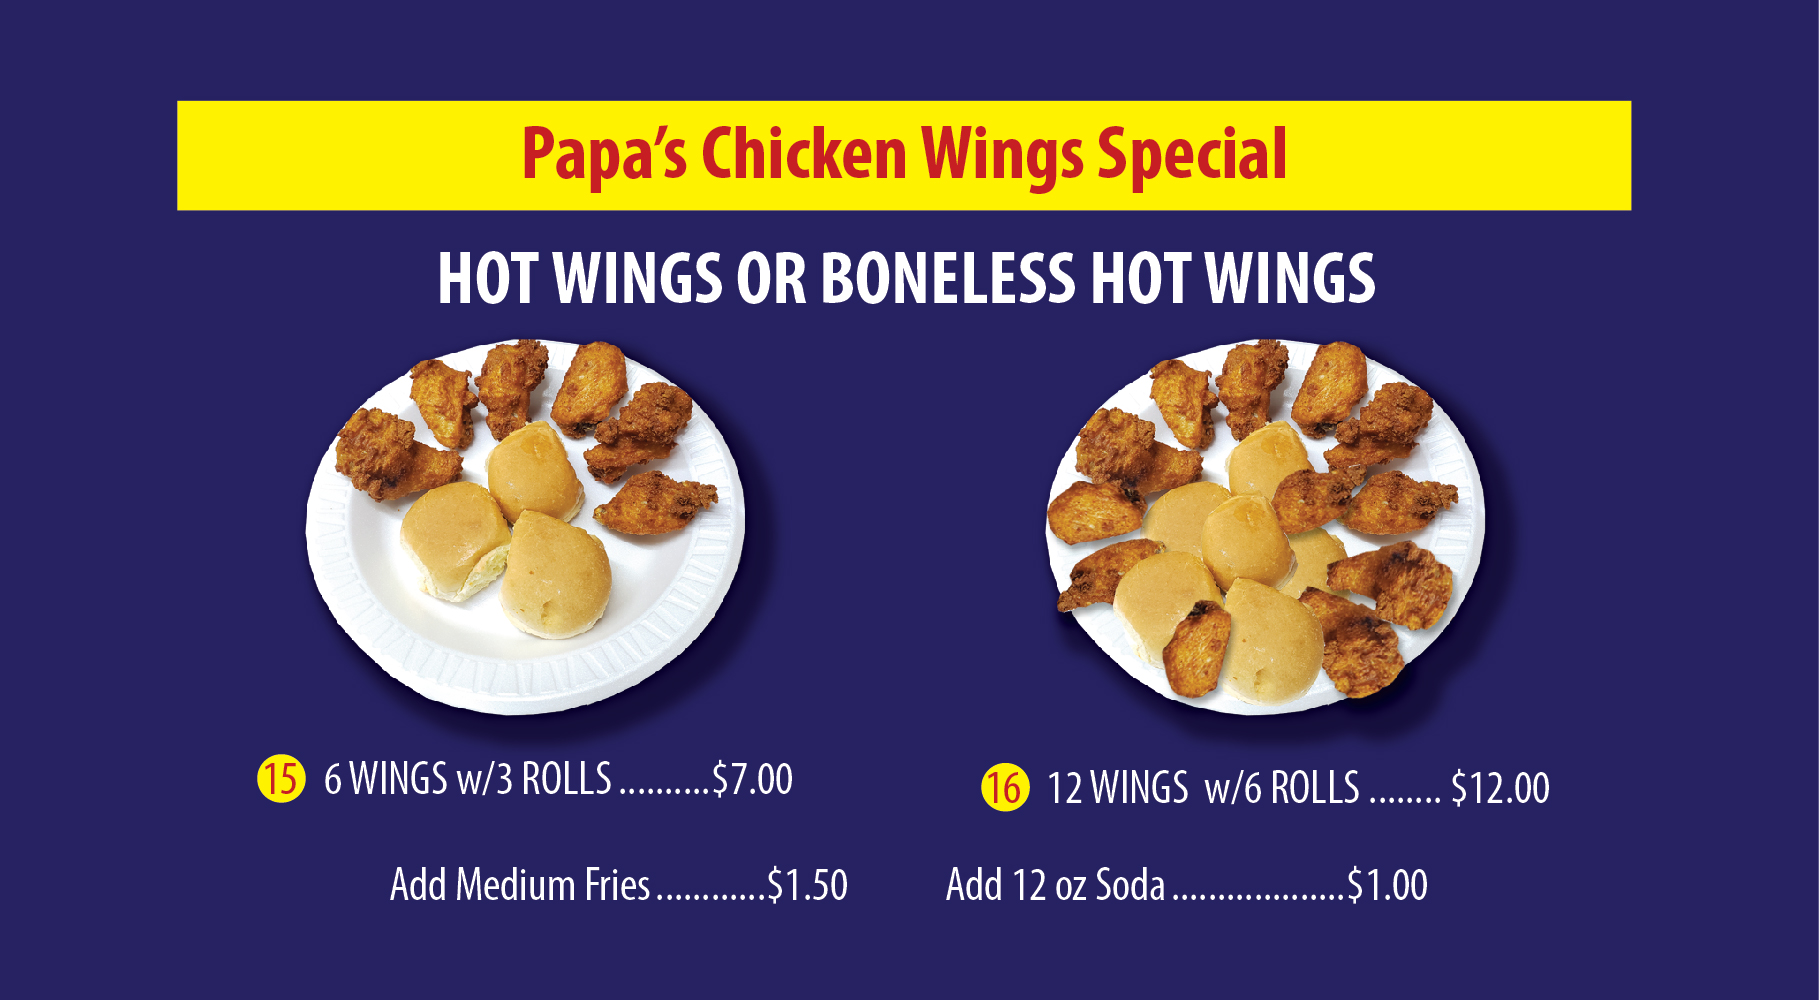 Papa’s Chicken Wings Special
HOT WINGS OR BONELESS HOT WINGS
15 6 WINGS w/3 ROLLS ..........$7.00
16 12 WINGS w/6 ROLLS ........ $12.00
Add Medium Fries ............$1.50
Add 12 oz Soda ...................$1.00